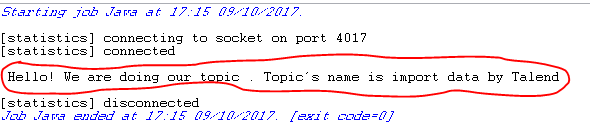 Starting job Java at 17:15 09/10/2017.
[statistics] connecting to socket on port 4017
[statistics] connected
Hello! We are doing our topic . Topic´s name is import data by Talend
[statistics] disconnected
Job Java ended at 17:15 09/10/2017. [exit code=0]